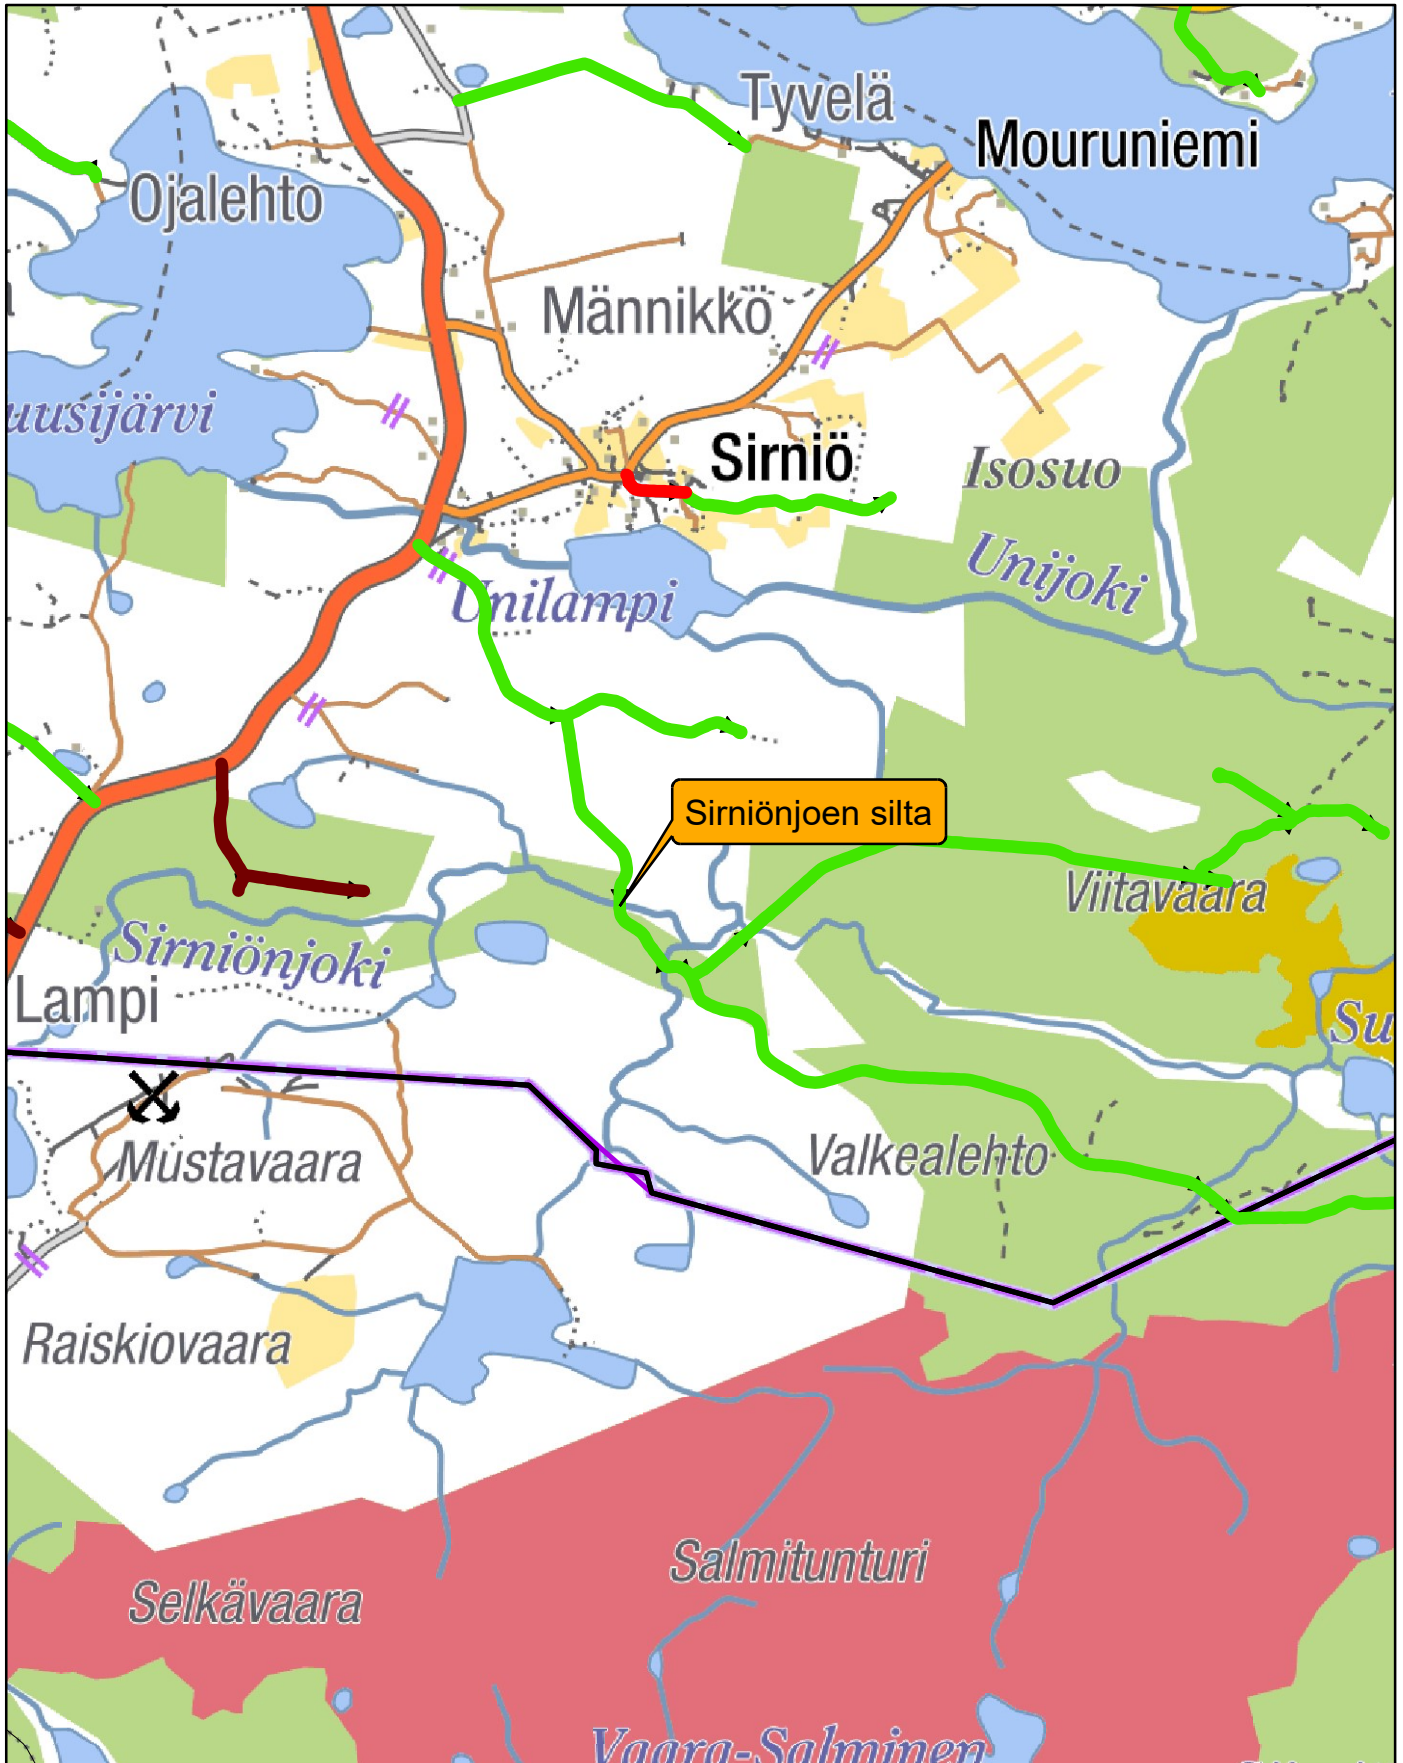 Tyvelä
Mouruniemi
Ojalehto
Männikkö
uusijärvi
Sirniö
Isosuo
Unijoki
Unilampi
Sirniönjoen silta
Viitavaara
Sirniönjoki
Lampi
Su
Mustavaara
Valkealehto
Raiskiovaara
Salmitunturi
Selkävaara
Vaara-Salminen